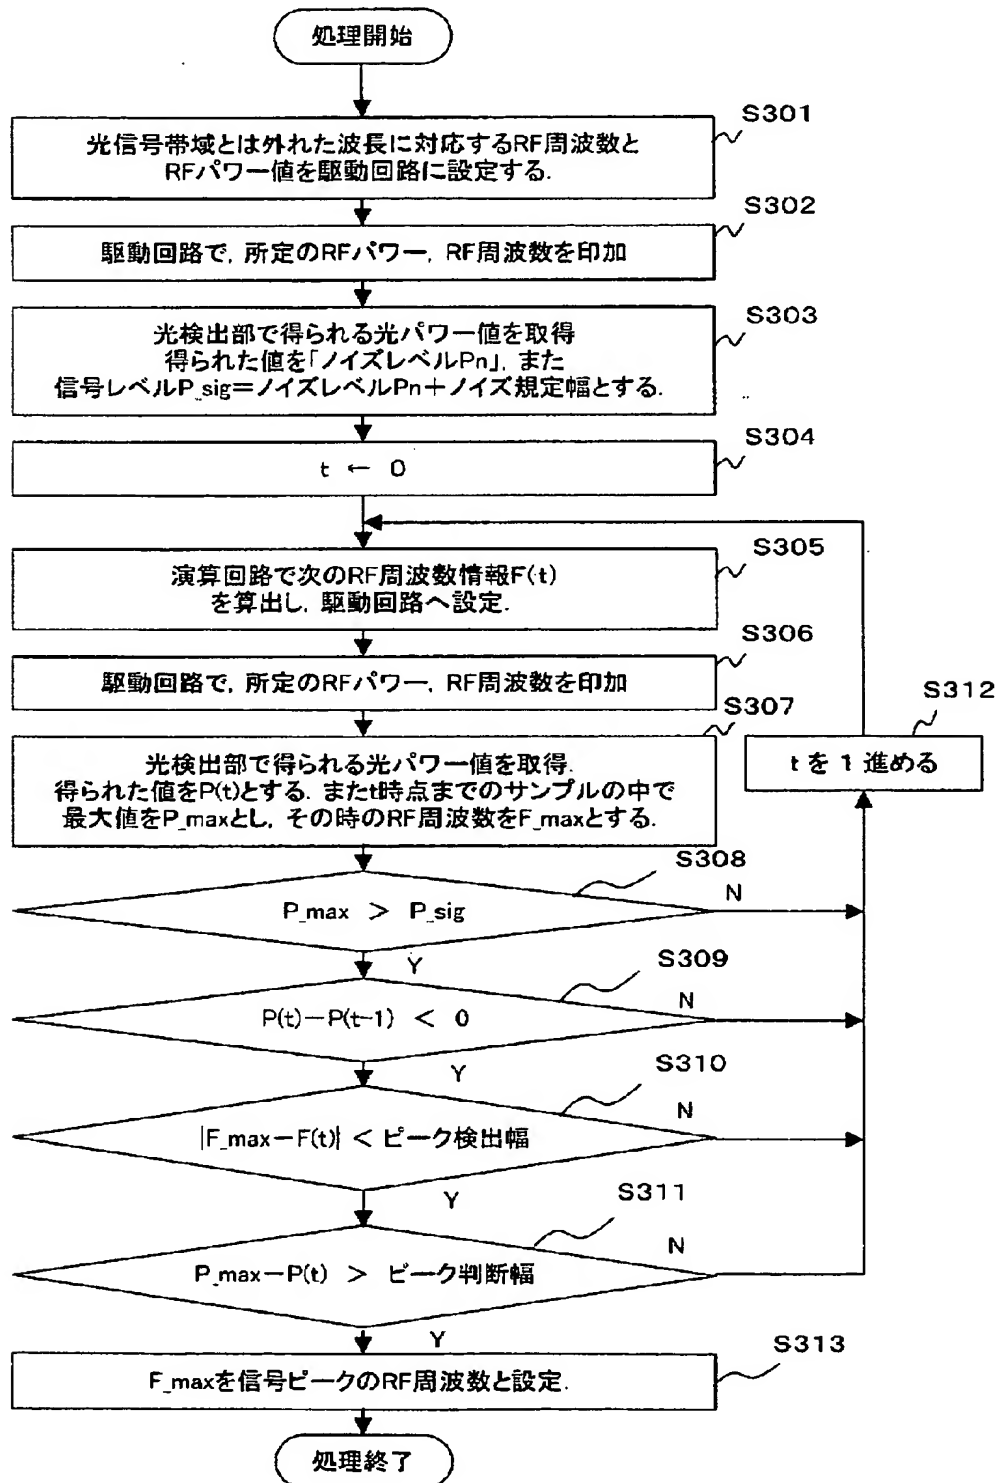 処理開始
S301
光信号帯域とは外れた波長に対応するRF周波数と
RFパワー値を駆動回路に設定する.
S302
駆動回路で, 所定のRFパワー, RF周波数を印加
S303
光検出部で得られる光パワー値を取得
得られた値を「ノイズレベルPn」, また
信号レベルP_sig=ノイズレベルPn+ノイズ規定幅とする.
S304
t ← 0
S305
演算回路で次のRF周波数情報F(t)
を算出し, 駆動回路へ設定.
S306
駆動回路で, 所定のRFパワー, RF周波数を印加
S307
光検出部で得られる光パワー値を取得.
得られた値をP(t)とする. またt時点までのサンプルの中で
最大値をP_maxとし, その時のRF周波数をF_maxとする.
S312
tを1進める
S308
P_max > P_sig
N
Y
S309
P(t)-P(t-1) < 0
N
Y
S310
|F_max-F(t)| < ピーク検出幅
N
Y
S311
P_max-P(t) > ピーク判断幅
N
Y
S313
F_maxを信号ピークのRF周波数と設定.
処理終了